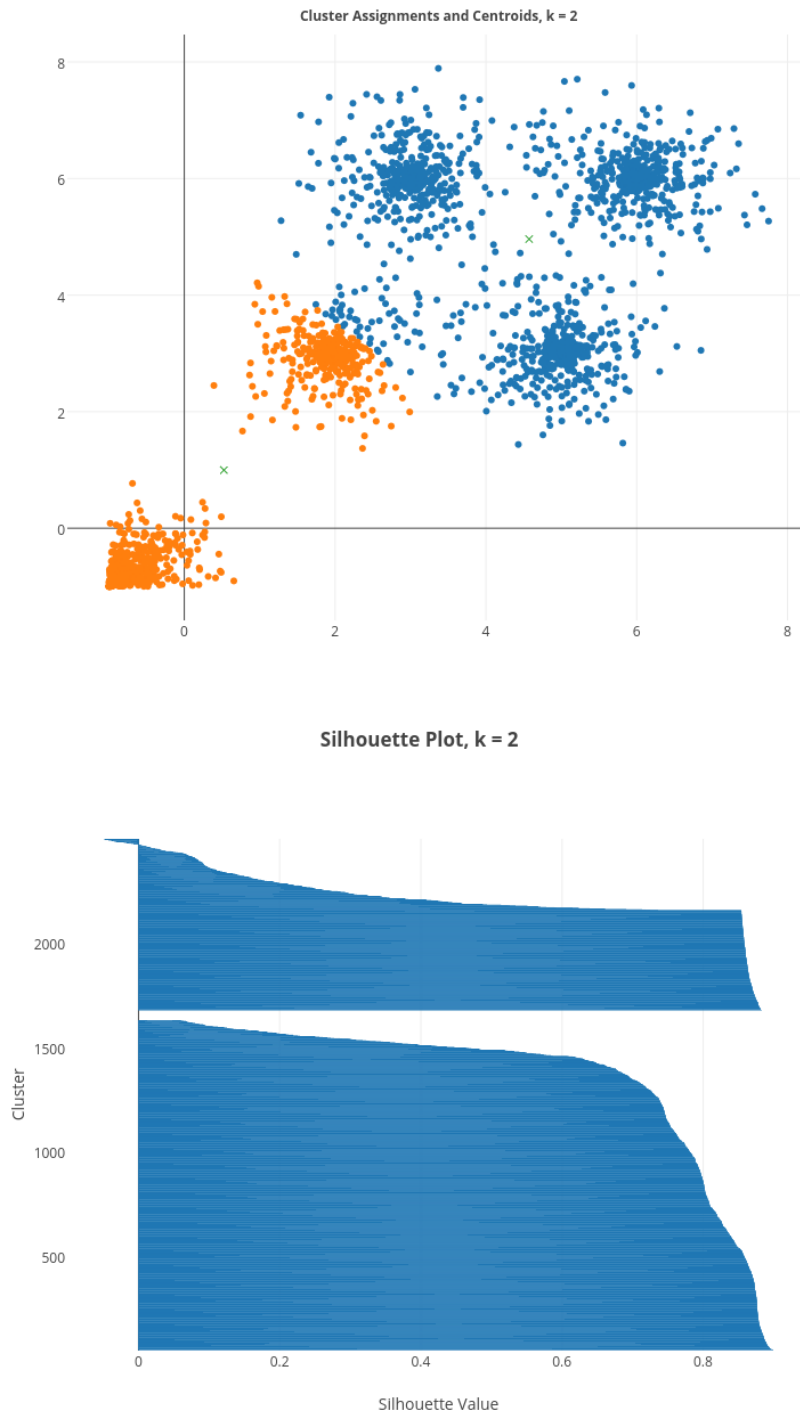 Cluster Assignments and Centroids, k = 2
8
6
4
2
0
0 2 4 6 8
Silhouette Plot, k = 2
2000
1500
1000
500
Cluster
0 0.2 0.4 0.6 0.8
Silhouette Value